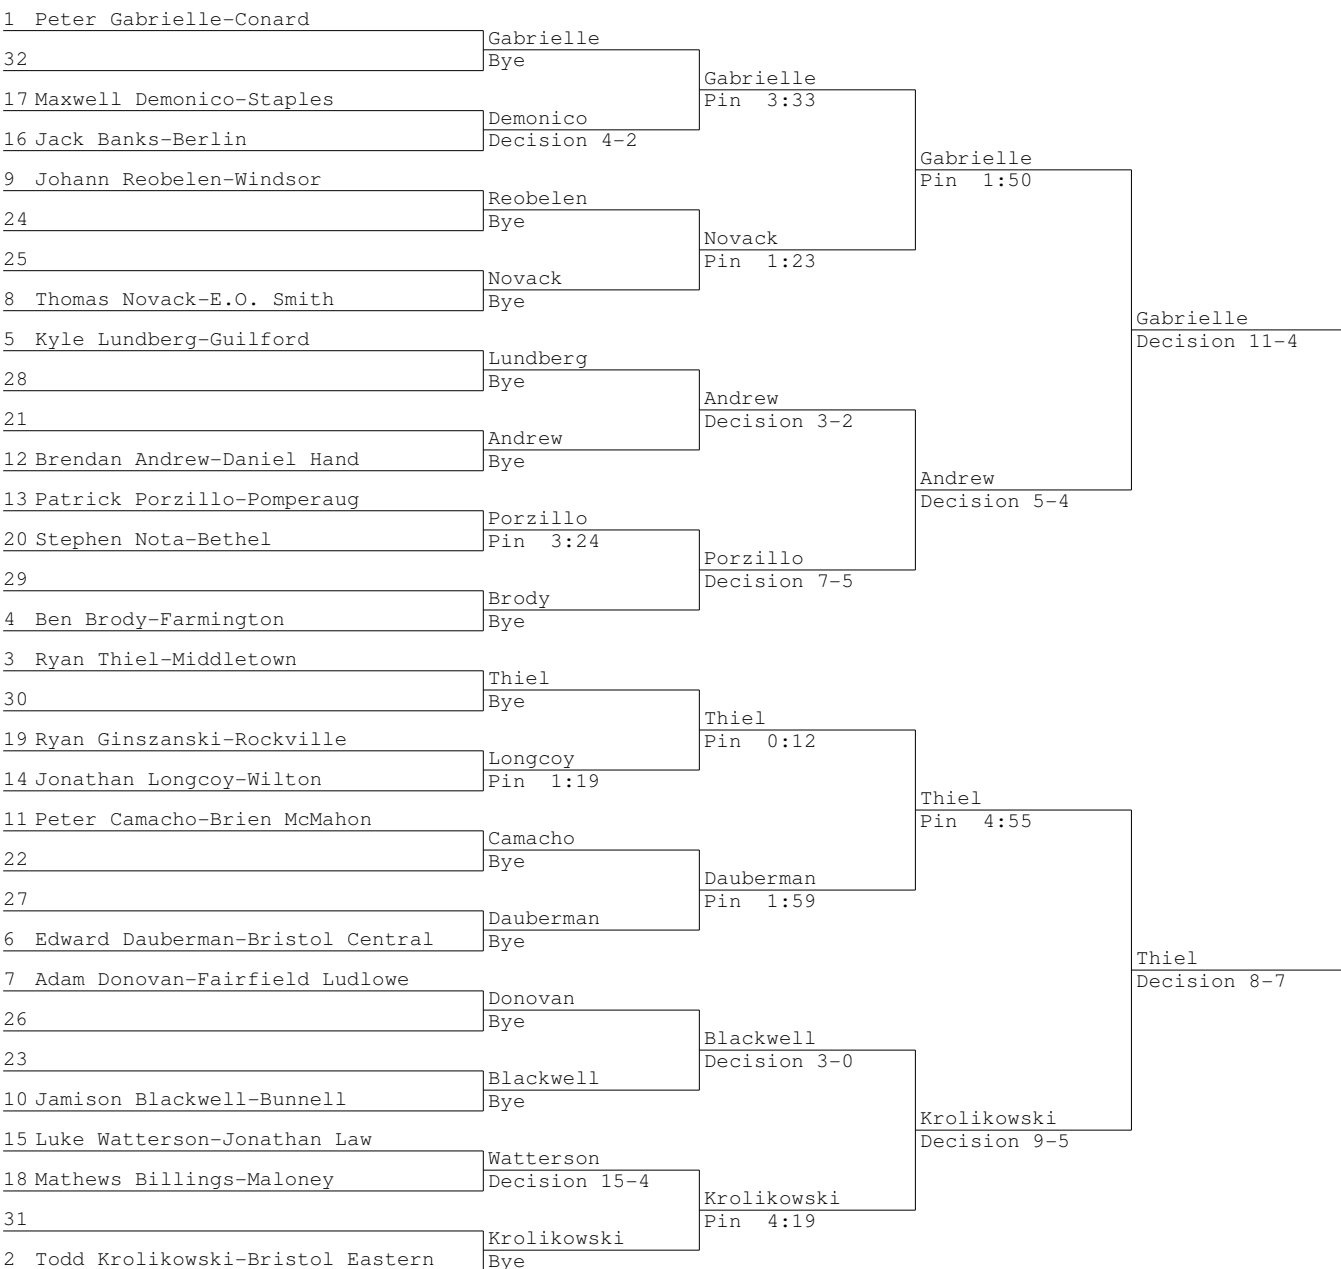 1 Peter Gabrielle-Conard
Gabrielle
32
Bye
Gabrielle
17 Maxwell Demonico-Staples
Pin 3:33
Demonico
16 Jack Banks-Berlin
Decision 4-2
Gabrielle
9 Johann Reobelen-Windsor
Pin 1:50
Reobelen
24
Bye
Novack
25
Pin 1:23
Novack
8 Thomas Novack-E.O. Smith
Bye
Gabrielle
5 Kyle Lundberg-Guilford
Decision 11-4
Lundberg
28
Bye
Andrew
21
Decision 3-2
Andrew
12 Brendan Andrew-Daniel Hand
Bye
Andrew
13 Patrick Porzillo-Pomperaug
Decision 5-4
Porzillo
20 Stephen Nota-Bethel
Pin 3:24
Porzillo
29
Decision 7-5
Brody
4 Ben Brody-Farmington
Bye
3 Ryan Thiel-Middletown
Thiel
30
Bye
Thiel
19 Ryan Ginszanski-Rockville
Pin 0:12
Longcoy
14 Jonathan Longcoy-Wilton
Pin 1:19
Thiel
11 Peter Camacho-Brien McMahon
Pin 4:55
Camacho
22
Bye
Dauberman
27
Pin 1:59
Dauberman
6 Edward Dauberman-Bristol Central
Bye
Thiel
7 Adam Donovan-Fairfield Ludlowe
Decision 8-7
Donovan
26
Bye
Blackwell
23
Decision 3-0
Blackwell
10 Jamison Blackwell-Bunnell
Bye
Krolikowski
15 Luke Watterson-Jonathan Law
Decision 9-5
Watterson
18 Mathews Billings-Maloney
Decision 15-4
Krolikowski
31
Pin 4:19
Krolikowski
2 Todd Krolikowski-Bristol Eastern
Bye